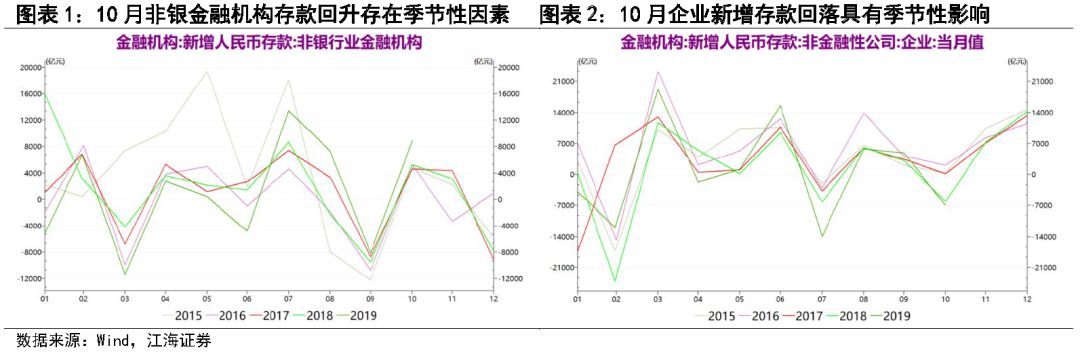 图表1：10月非银金融机构存款回升存在季节性因素
金融机构:新增人民币存款:非银行业金融机构
(亿元) (亿元)
20000 20000
16000 16000
12000 12000
8000 8000
4000 4000
0 0
-4000 -4000
-8000 -8000
-12000 -12000
01 02 03 04 05 06 07 08 09 10 11 12
2015 2016 2017 2018 2019
图表2：10月企业新增存款回落具有季节性影响
金融机构:新增人民币存款:非金融性公司:企业:当月值
(亿元) (亿元)
21000 21000
14000 14000
7000 7000
0 0
-7000 -7000
-14000 -14000
-21000 -21000
01 02 03 04 05 06 07 08 09 10 11 12
2015 2016 2017 2018 2019
数据来源：Wind，江海证券